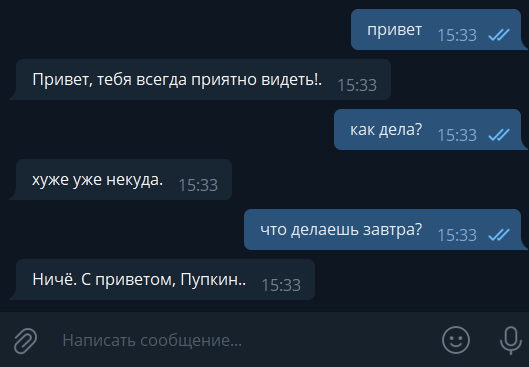 привет 15:33
Привет, тебя всегда приятно видеть!. 15:33
как дела? 15:33
хуже уже некуда. 15:33
что делаешь завтра? 15:33
Ничё. С приветом, Пупкин.. 15:33
Написать сообщение...